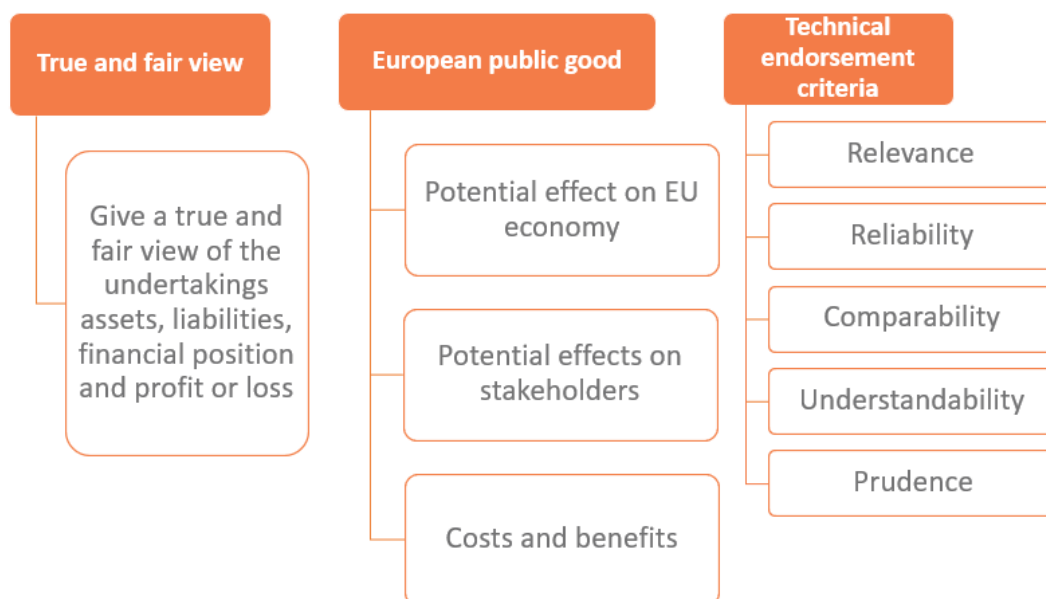 True and fair view
Give a true and
fair view of the
undertakings
assets, liabilities,
financial position
and profit or loss
European public good
Potential effect on EU
economy
Potential effects on
stakeholders
Costs and benefits
Technical
endorsement
criteria
Relevance
Reliability
Comparability
Understandability
Prudence